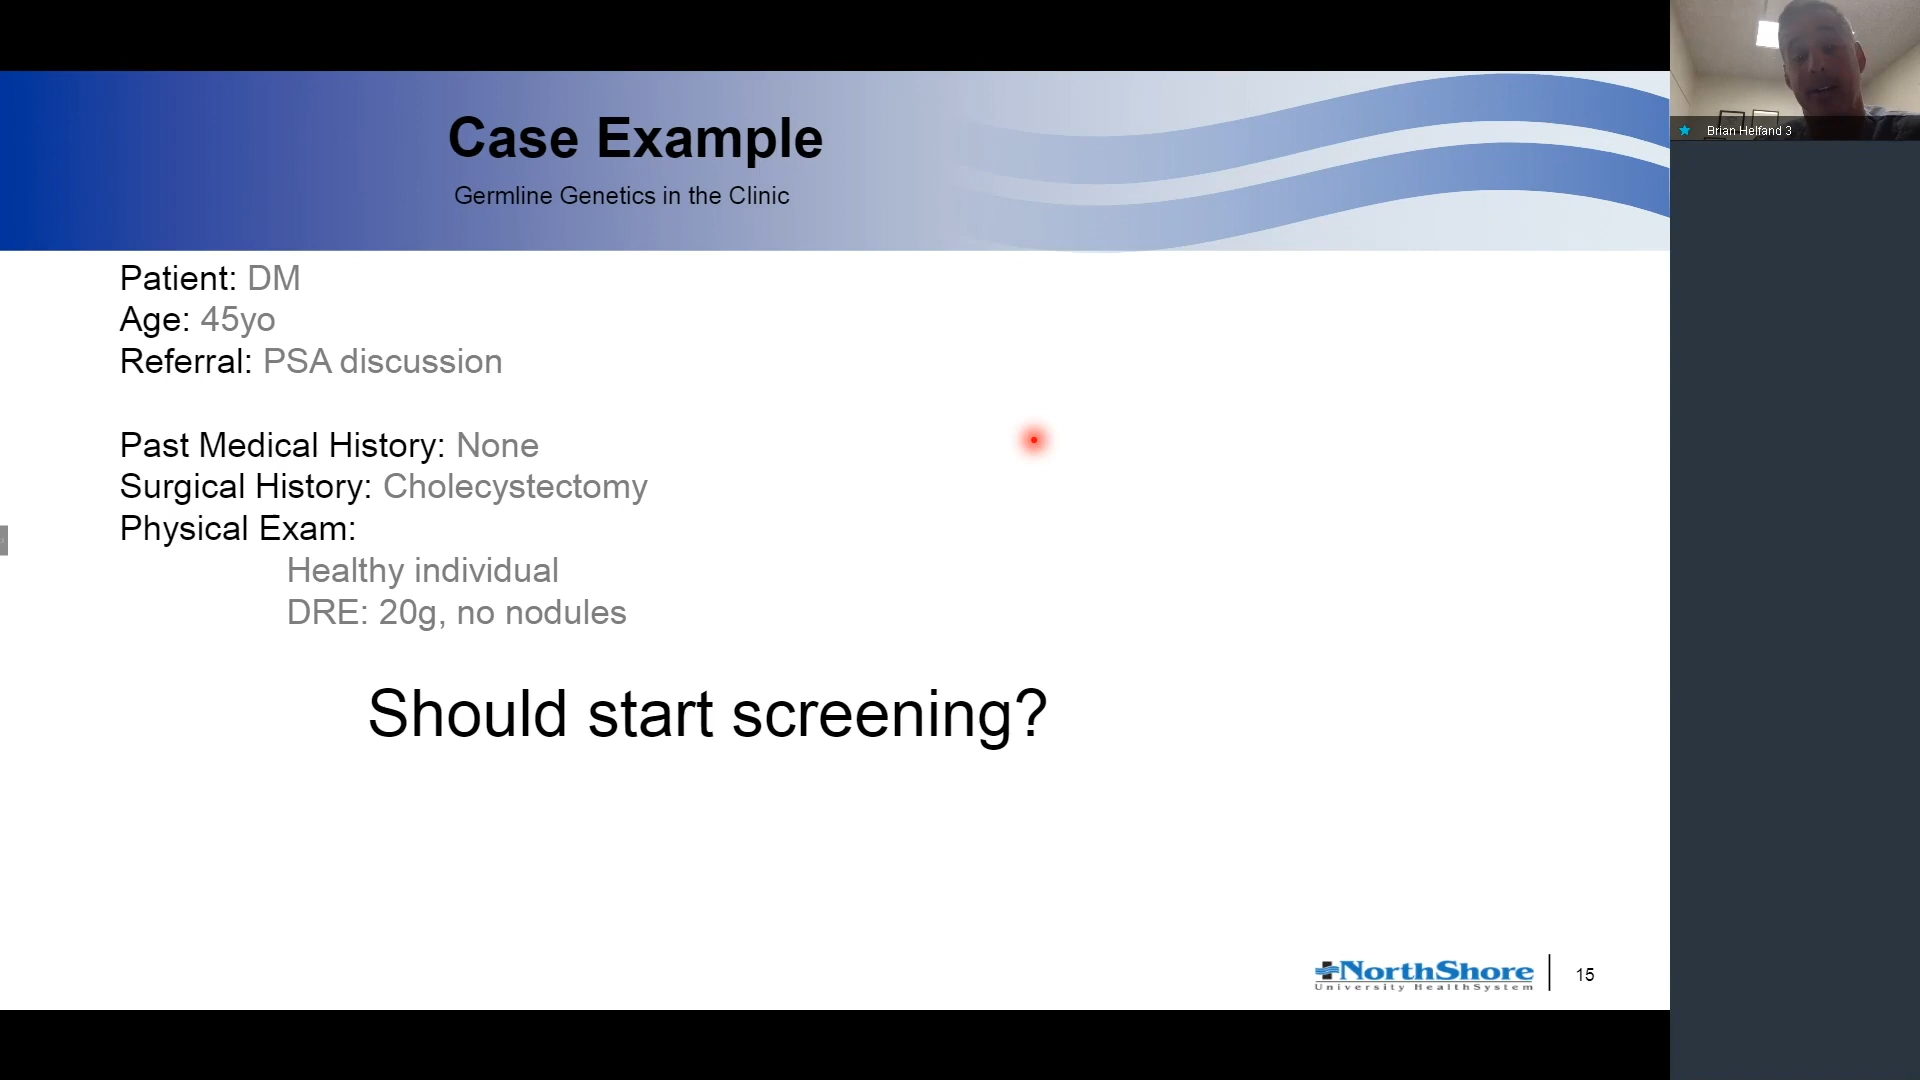 Case Example
Germline Genetics in the Clinic
Patient: DM
Age: 45yo
Referral: PSA discussion
Past Medical History: None
Surgical History: Cholecystectomy
Physical Exam:
Healthy individual
DRE: 20g, no nodules
Should start screening?
NorthShore
University HealthSystem
15
Brian Helfand 3